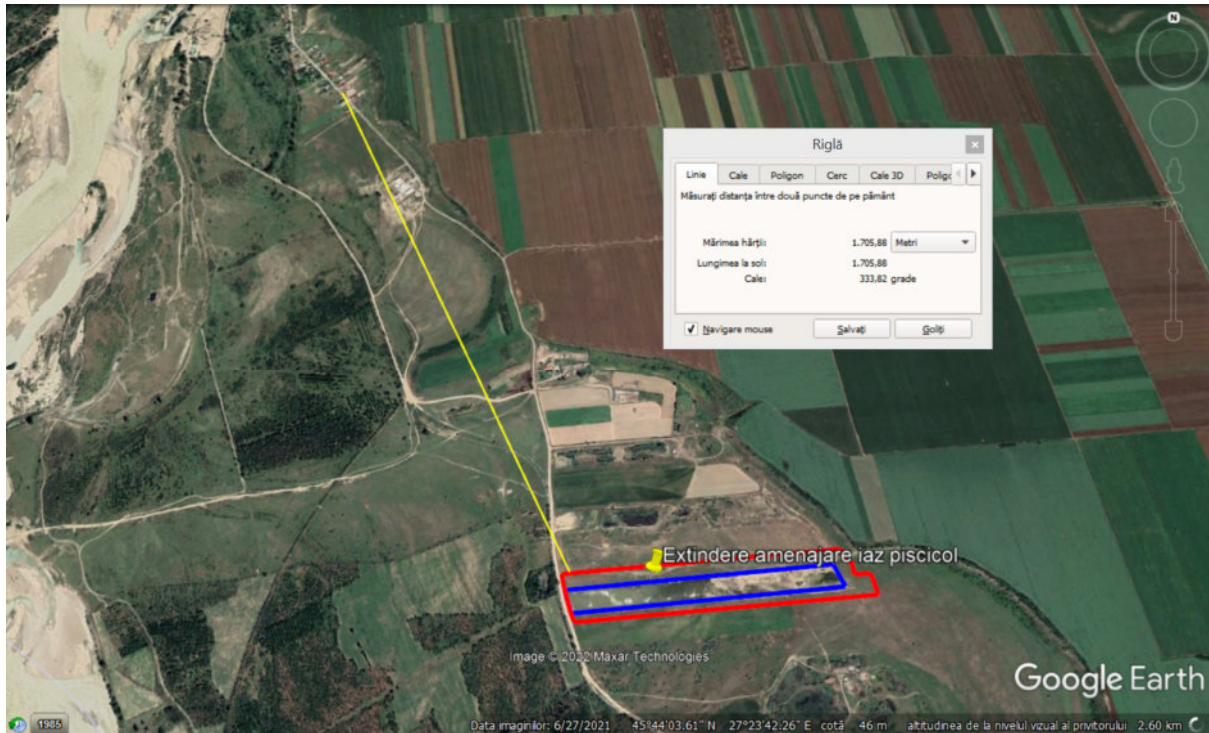 N
Riglă
Linie Cale Poligon Cerc Cale 3D Poligo
Măsurați distanța între două puncte de pe pământ
Mărimea hărții: 1.705,88 Metri
Lungimea la sol: 1.705,88
Cale: 333,82 grade
Navigare mouse Salvați Goliți
Extindere amenajare iaz piscicol
Image © 2022 Maxar Technologies
Google Earth
1985
Data imaginilor: 6/27/2021 45°44'03.61" N 27°23'42.26" E cotă 46 m altitudinea de la nivelul vizual al privitorului 2.60 km